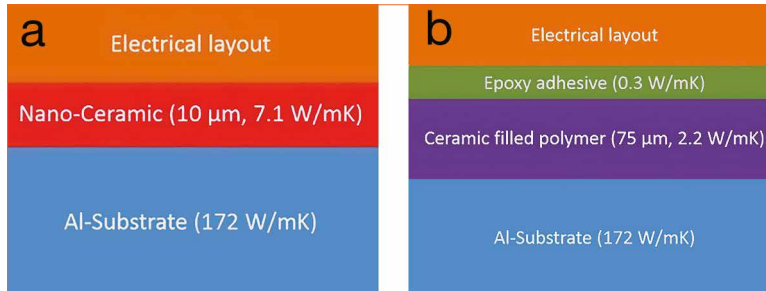 a
Electrical layout
Nano-Ceramic (10 µm, 7.1 W/mK)
Al-Substrate (172 W/mK)
b
Electrical layout
Epoxy adhesive (0.3 W/mK)
Ceramic filled polymer (75 µm, 2.2 W/mK)
Al-Substrate (172 W/mK)